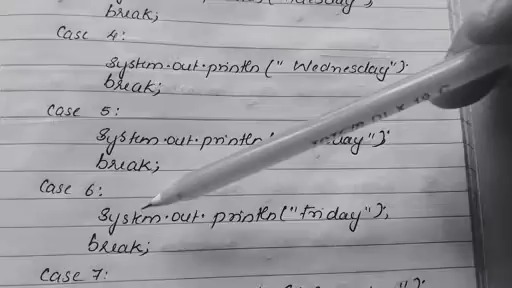 break;
Case 4:
System.out.println(" Wednesday");
break;
Case 5:
System.out.println(
break;
Case 6:
System.out.println("Friday");
break;
Case 7: